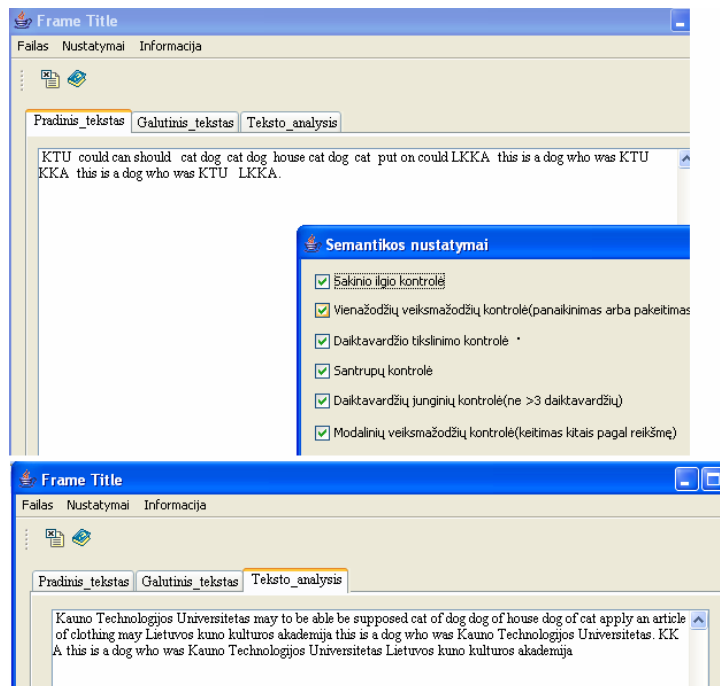 Frame Title
Failas Nustatymai Informacija
Pradinis_tekstas Galutinis_tekstas Teksto_analysis
KTU could can should cat dog cat dog house cat dog cat put on could LKKA this is a dog who was KTU
KKA this is a dog who was KTU LKKA.
Semantikos nustatymai
Sakinio ilgio kontrolė
Vienažodžių veiksmažodžių kontrolė(panaikinimas arba pakeitimas
Daiktavardžio tikslinimo kontrolė
Santrupų kontrolė
Daiktavardžių junginių kontrolė(ne >3 daiktavardžių)
Modalinių veiksmažodžių kontrolė(keitimas kitais pagal reikšmę)
Frame Title
Failas Nustatymai Informacija
Pradinis_tekstas Galutinis_tekstas Teksto_analysis
Kauno Technologijos Universitetas may to be able be supposed cat of dog dog of house dog of cat apply an article
of clothing may Lietuvos kuno kulturos akademija this is a dog who was Kauno Technologijos Universitetas. KK
A this is a dog who was Kauno Technologijos Universitetas Lietuvos kuno kulturos akademija